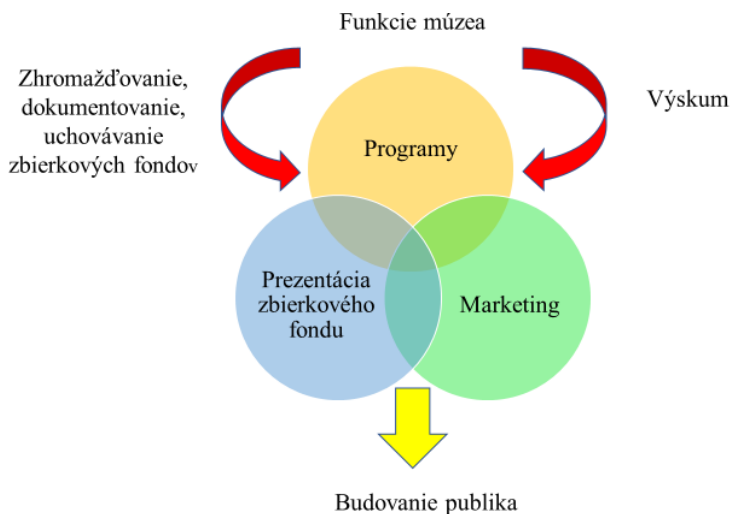 Funkcie múzea
Zhromažďovanie,
dokumentovanie,
uchovávanie
zbierkových fondov
Výskum
Programy
Prezentácia
zbierkového
fondu
Marketing
Budovanie publika